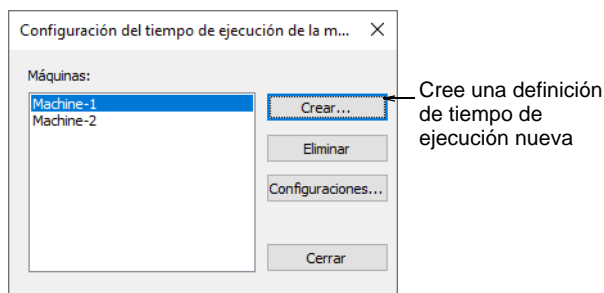 Configuración del tiempo de ejecución de la m...
Máquinas:
Machine-1
Machine-2
Crear...
Eliminar
Configuraciones...
Cerrar
Cree una definición
de tiempo de
ejecución nueva